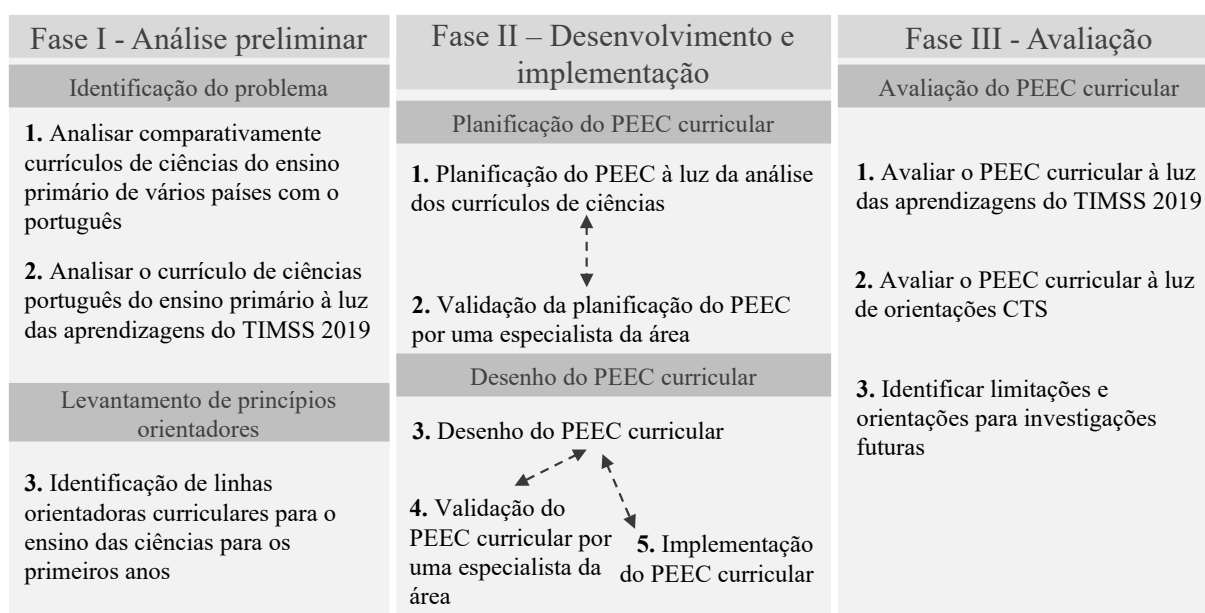 Fase I - Análise preliminar
Identificação do problema
1. Analisar comparativamente
currículos de ciências do ensino
primário de vários países com o
português
2. Analisar o currículo de ciências
português do ensino primário à luz
das aprendizagens do TIMSS 2019
Levantamento de princípios
orientadores
3. Identificação de linhas
orientadoras curriculares para o
ensino das ciências para os
primeiros anos
Fase II – Desenvolvimento e
implementação
Planificação do PEEC curricular
1. Planificação do PEEC à luz da análise
dos currículos de ciências
2. Validação da planificação do PEEC
por uma especialista da área
Desenho do PEEC curricular
3. Desenho do PEEC curricular
4. Validação do
PEEC curricular por
uma especialista da
área
5. Implementação
do PEEC curricular
Fase III - Avaliação
Avaliação do PEEC curricular
1. Avaliar o PEEC curricular à luz
das aprendizagens do TIMSS 2019
2. Avaliar o PEEC curricular à luz
de orientações CTS
3. Identificar limitações e
orientações para investigações
futuras